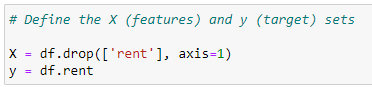 # Define the X (features) and y (target) sets
X = df.drop(['rent'], axis=1)
y = df.rent